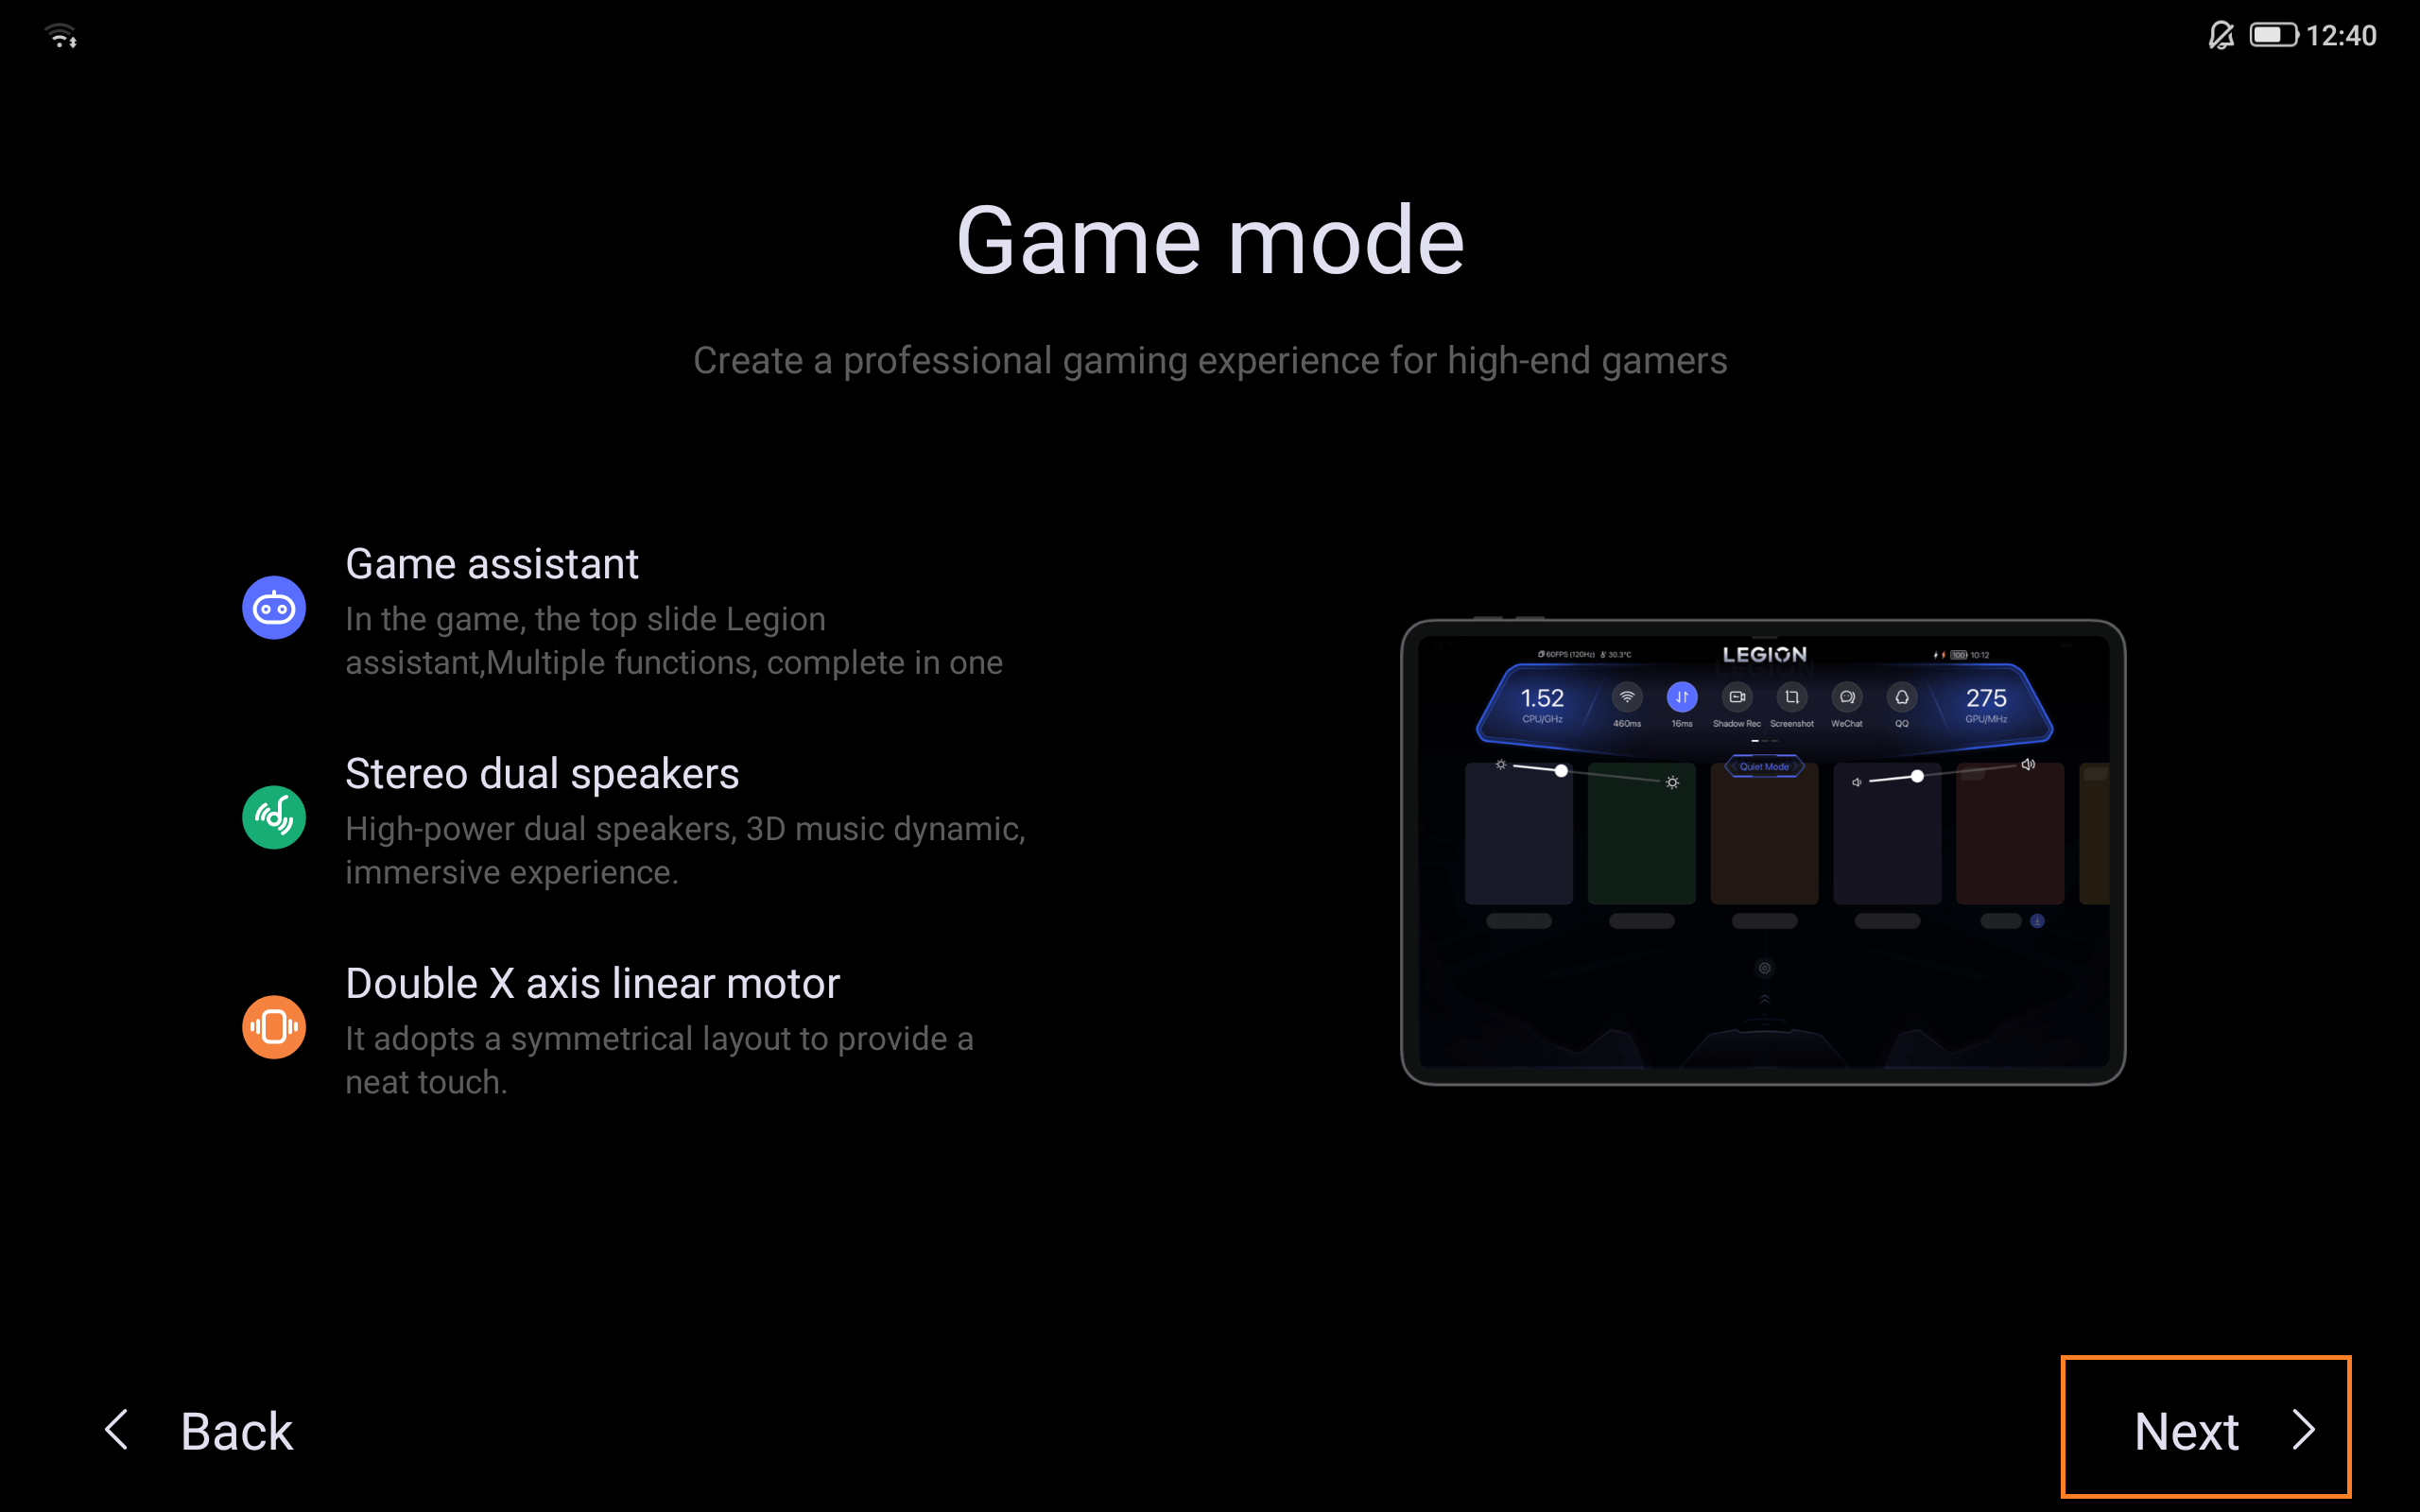 12:40
Game mode
Create a professional gaming experience for high-end gamers
Game assistant
In the game, the top slide Legion
assistant,Multiple functions, complete in one
Stereo dual speakers
High-power dual speakers, 3D music dynamic,
immersive experience.
Double X axis linear motor
It adopts a symmetrical layout to provide a
neat touch.
60FPS (120Hz) 30.3°C LEGION 100 10:12
1.52 275
CPU/GHz GPU/MHz
460ms 16ms Shadow Rec Screenshot WeChat QQ
Quiet Mode
Back Next